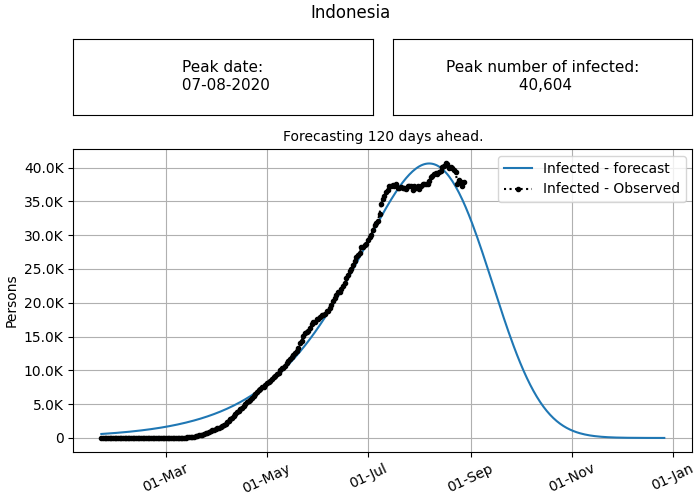 Indonesia
Peak date:
07-08-2020
Peak number of infected:
40,604
Forecasting 120 days ahead.
Infected - forecast
Infected - Observed
40.0K
35.0K
30.0K
25.0K
20.0K
15.0K
10.0K
5.0K
0
Persons
01-Mar
01-May
01-Jul
01-Sep
01-Nov
01-Jan